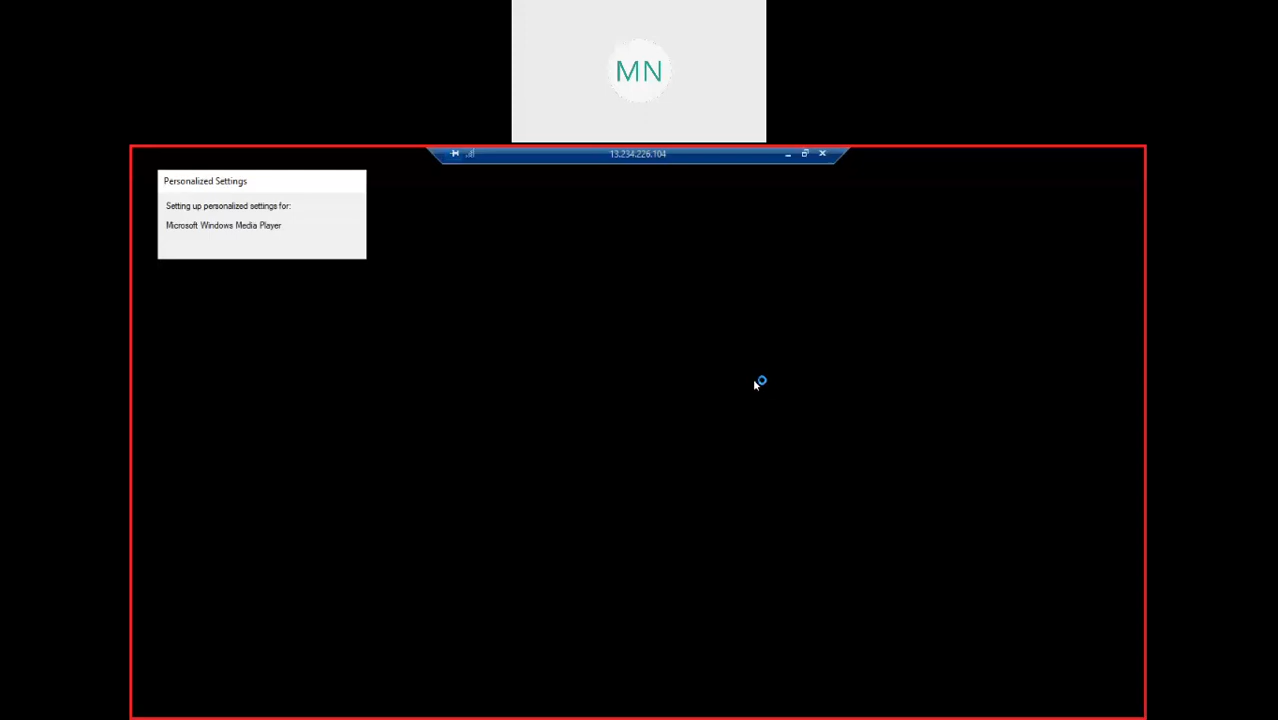 MN
13.234.226.104
Personalized Settings
Setting up personalized settings for:
Microsoft Windows Media Player